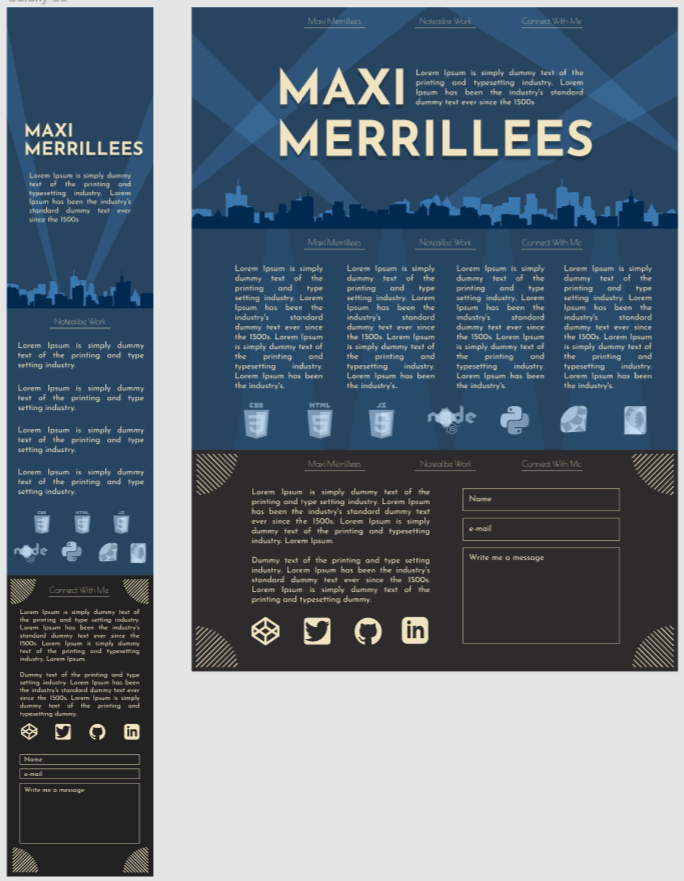 MAXI
MERRILLEES
Lorem Ipsum is simply dummy
text of the printing and
typesetting industry. Lorem
Ipsum has been the industry's
standard dummy text ever
since the 1500s
Noteable Work
Lorem Ipsum is simply dummy
text of the printing and type
setting industry.
Lorem Ipsum is simply dummy
text of the printing and type
setting industry.
Lorem Ipsum is simply dummy
text of the printing and type
setting industry.
Lorem Ipsum is simply dummy
text of the printing and type
setting industry.
CSS HTML JS
node
Connect With Me
Lorem Ipsum is simply dummy text of
the printing and type setting industry.
Lorem Ipsum has been the industry's
standard dummy text ever since the
1500s. Lorem Ipsum is simply dummy
text of the printing and typesetting
industry. Lorem Ipsum.
Dummy text of the printing and type
setting industry. Lorem Ipsum has been
the industry's standard dummy text ever
since the 1500s. Lorem Ipsum is simply
dummy text of the printing and
typesetting dummy.
in
Name
e-mail
Write me a message
Maxi Merrillees Noteable Work Connect With Me
MAXI
MERRILLEES
Lorem Ipsum is simply dummy text of the
printing and typesetting industry. Lorem
Ipsum has been the industry's standard
dummy text ever since the 1500s
Maxi Merrillees Noteable Work Connect With Me
Lorem Ipsum is simply
dummy text of the
printing and type
setting industry. Lorem
Ipsum has been the
industry's standard
dummy text ever since
the 1500s. Lorem Ipsum
is simply dummy text of
the printing and
typesetting industry.
Lorem Ipsum has been
the industry's.
Lorem Ipsum is simply
dummy text of the
printing and type
setting industry. Lorem
Ipsum has been the
industry's standard
dummy text ever since
the 1500s. Lorem Ipsum
is simply dummy text of
the printing and
typesetting industry.
Lorem Ipsum has been
the industry's.
Lorem Ipsum is simply
dummy text of the
printing and type
setting industry. Lorem
Ipsum has been the
industry's standard
dummy text ever since
the 1500s. Lorem Ipsum
is simply dummy text of
the printing and
typesetting industry.
Lorem Ipsum has been
the industry's.
Lorem Ipsum is simply
dummy text of the
printing and type
setting industry. Lorem
Ipsum has been the
industry's standard
dummy text ever since
the 1500s. Lorem Ipsum
is simply dummy text of
the printing and
typesetting industry.
Lorem Ipsum has been
the industry's.
CSS HTML JS node
Maxi Merrillees Noteable Work Connect With Me
Lorem Ipsum is simply dummy text of the
printing and type setting industry. Lorem Ipsum
has been the industry's standard dummy text
ever since the 1500s. Lorem Ipsum is simply
dummy text of the printing and typesetting
industry. Lorem Ipsum.
Dummy text of the printing and type setting
industry. Lorem Ipsum has been the industry's
standard dummy text ever since the 1500s.
Lorem Ipsum is simply dummy text of the
printing and typesetting dummy.
in
Name
e-mail
Write me a message